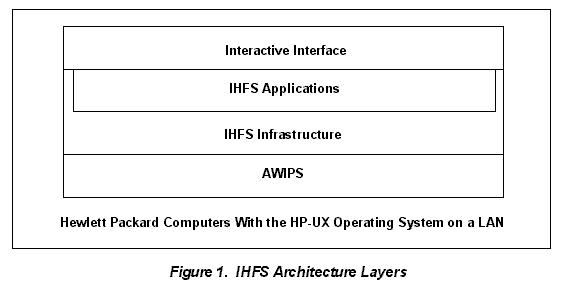 Interactive Interface
IHFS Applications
IHFS Infrastructure
AWIPS
Hewlett Packard Computers With the HP-UX Operating System on a LAN
Figure 1. IHFS Architecture Layers